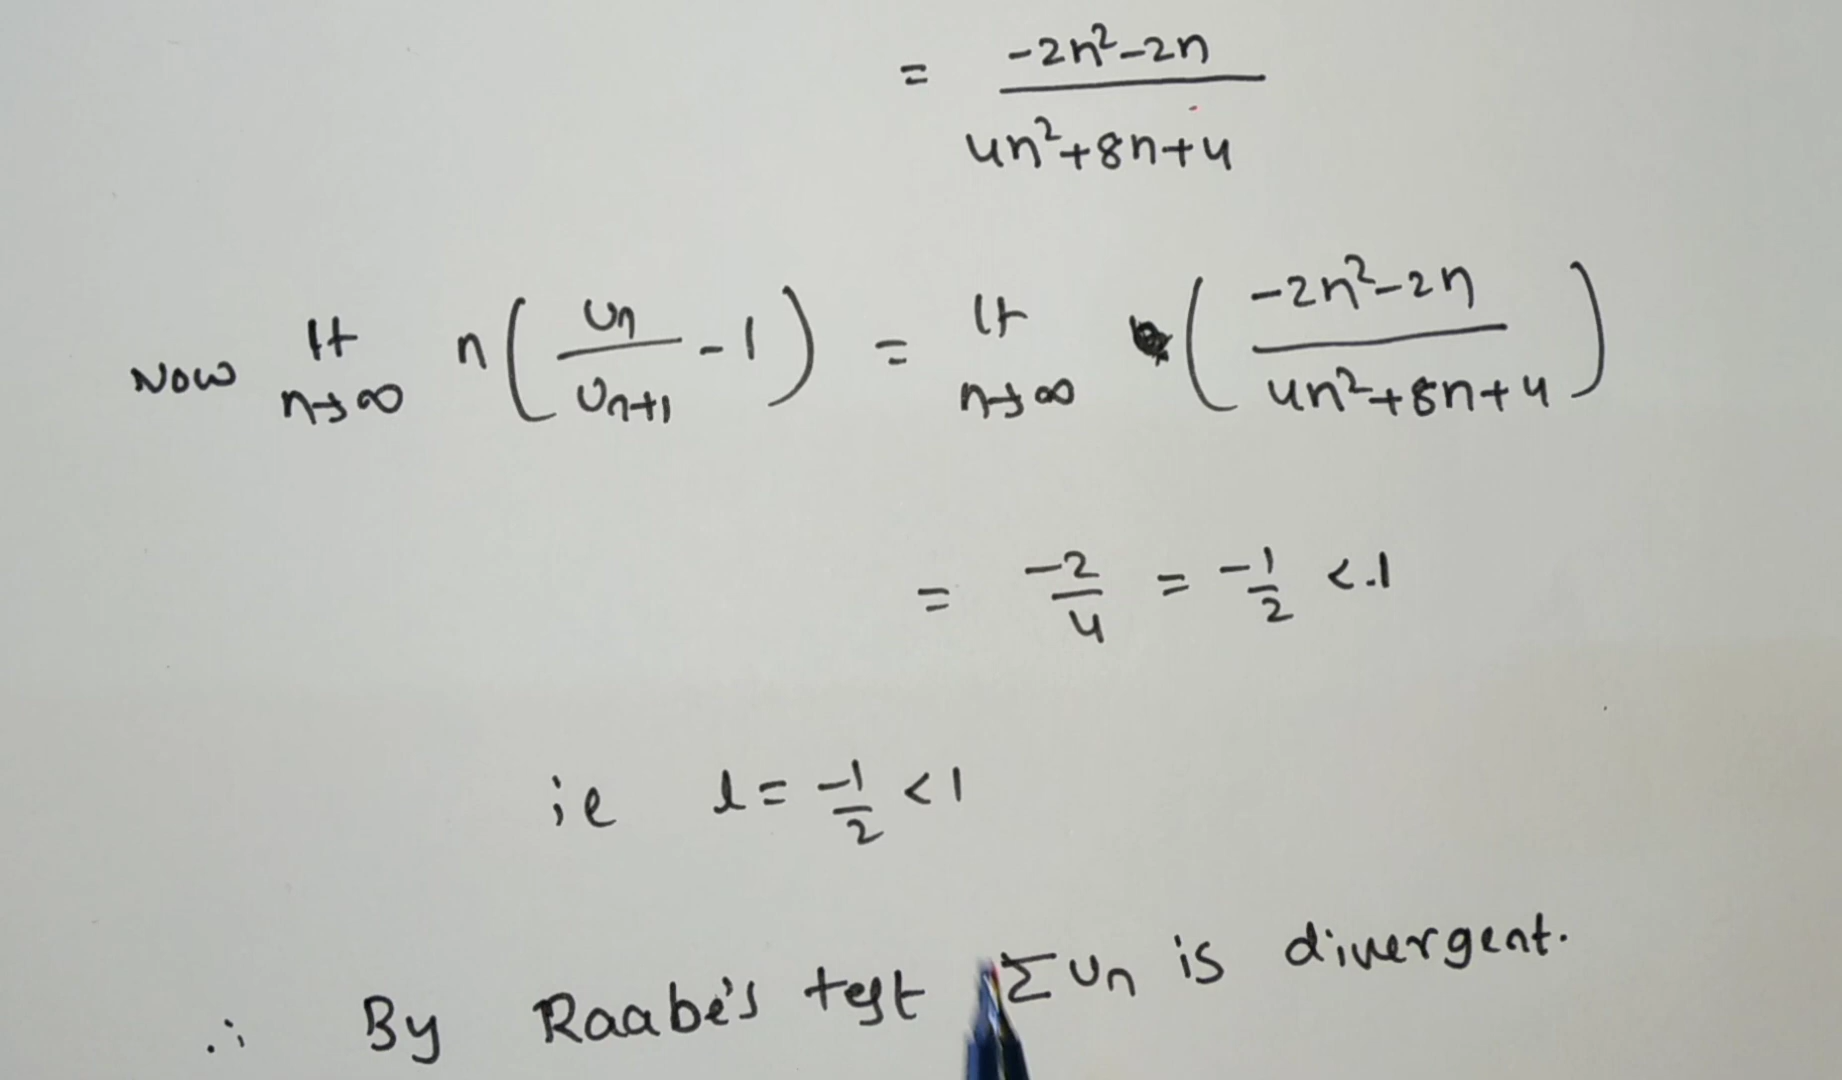 = -2n²-2n / 4n²+8n+4
Now lt n→∞ n( un / un+1 - 1 ) = lt n→∞ ( -2n²-2n / 4n²+8n+4 )
= -2/4 = -1/2 <.1
ie l= -1/2 <1
∴ By Raabe's test Σun is divergent.